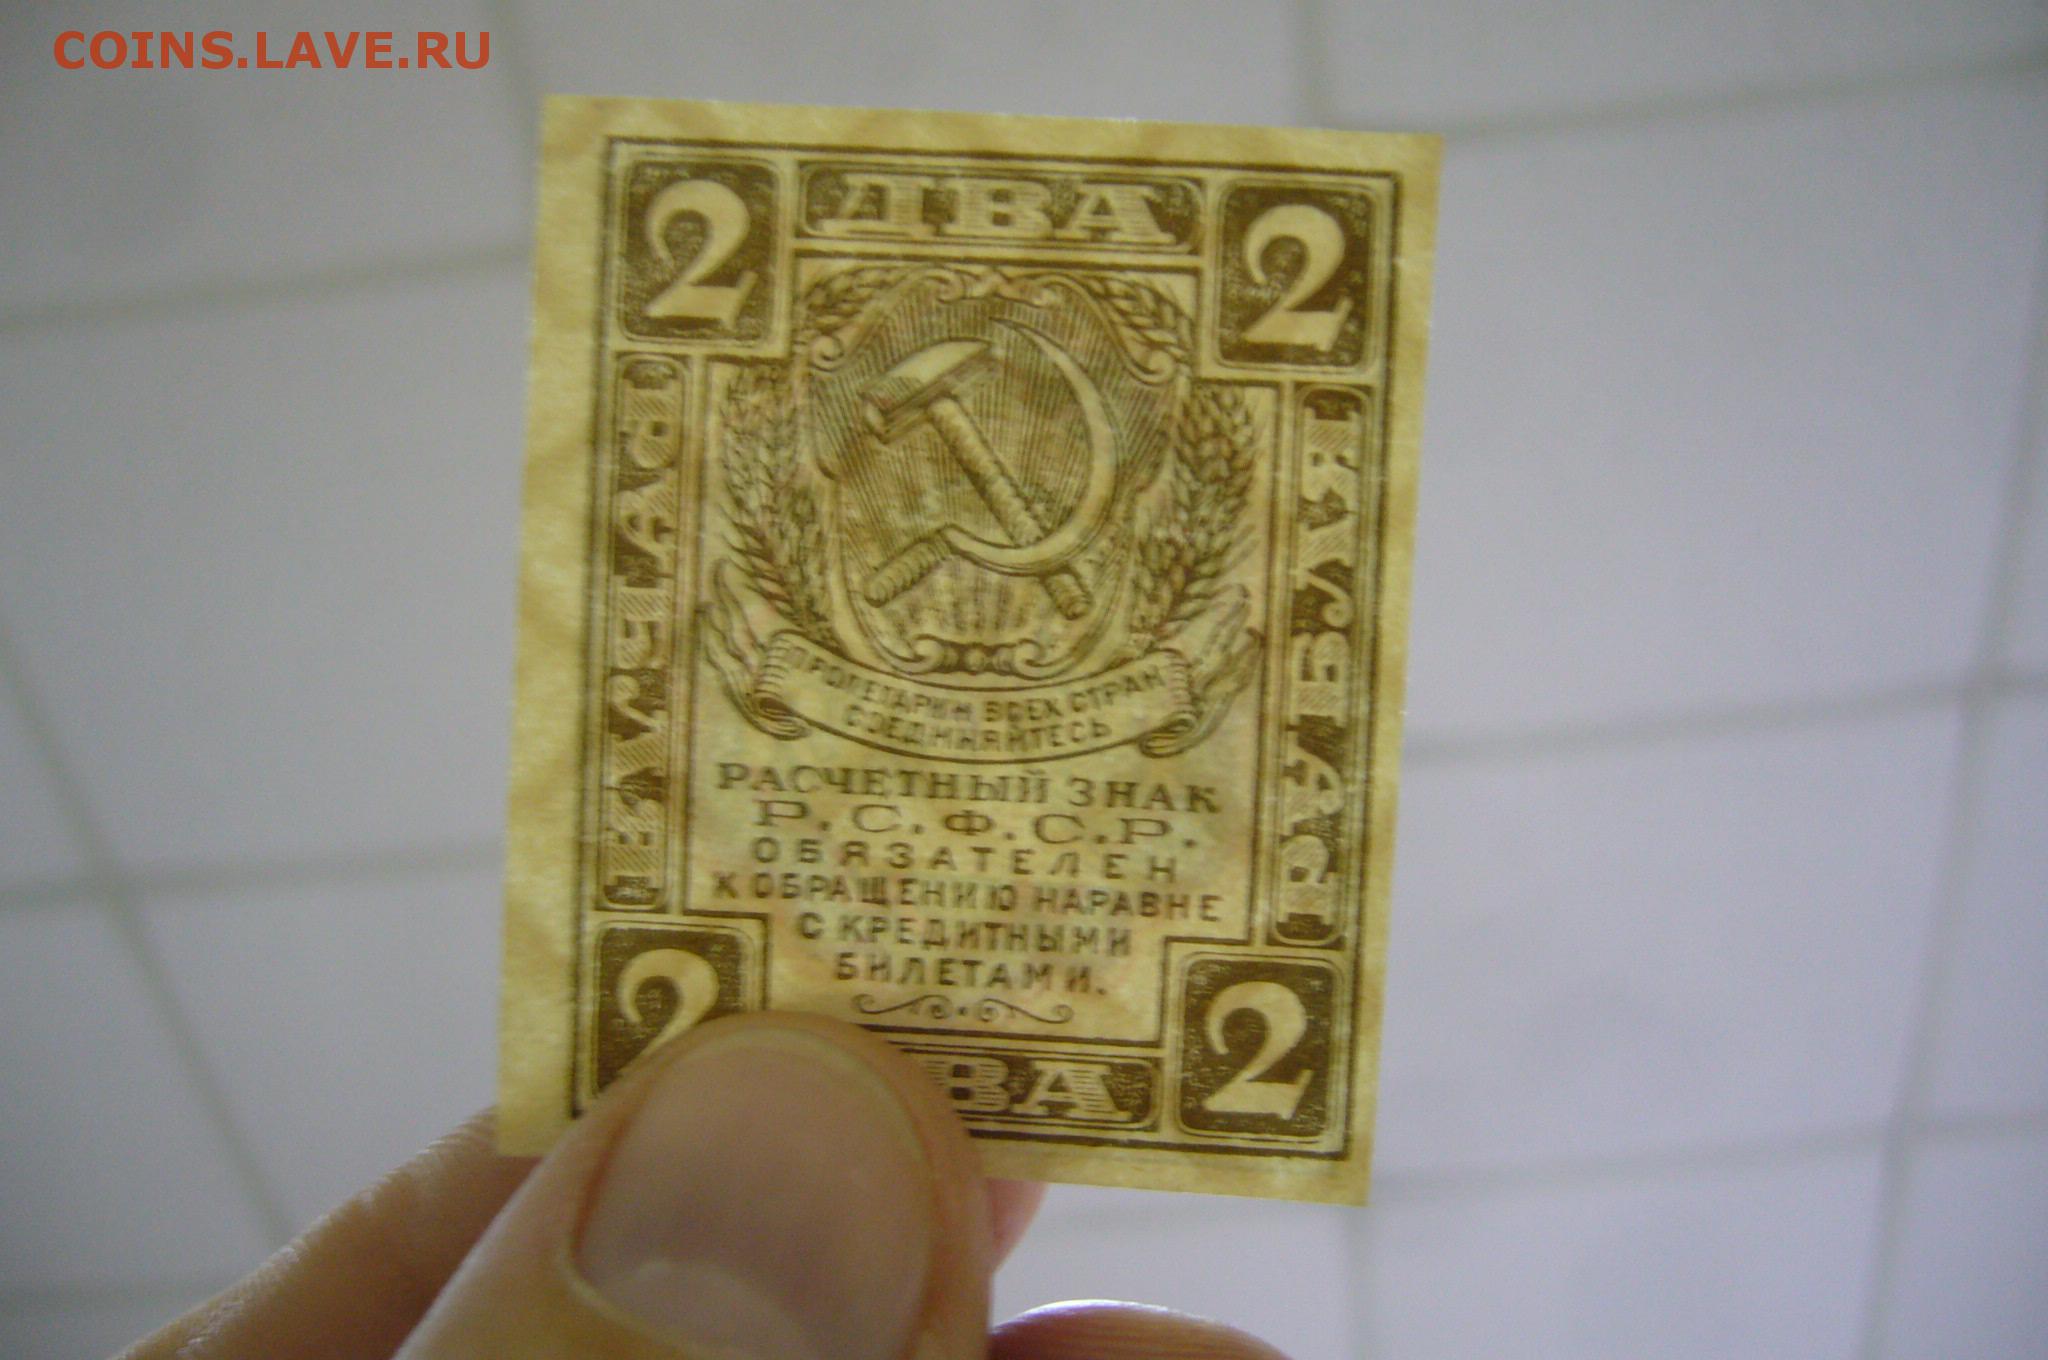 COINS.LAVE.RU
2 ДВА 2
РУБЛЯ
РУБЛЯ
ПРОЛЕТАРИИ ВСЕХ СТРАН
СОЕДИНЯЙТЕСЬ
РАСЧЕТНЫЙ ЗНАК
Р.С.Ф.С.Р.
ОБЯЗАТЕЛЕН
К ОБРАЩЕНИЮ НАРАВНЕ
С КРЕДИТНЫМИ
БИЛЕТАМИ.
2 ВА 2